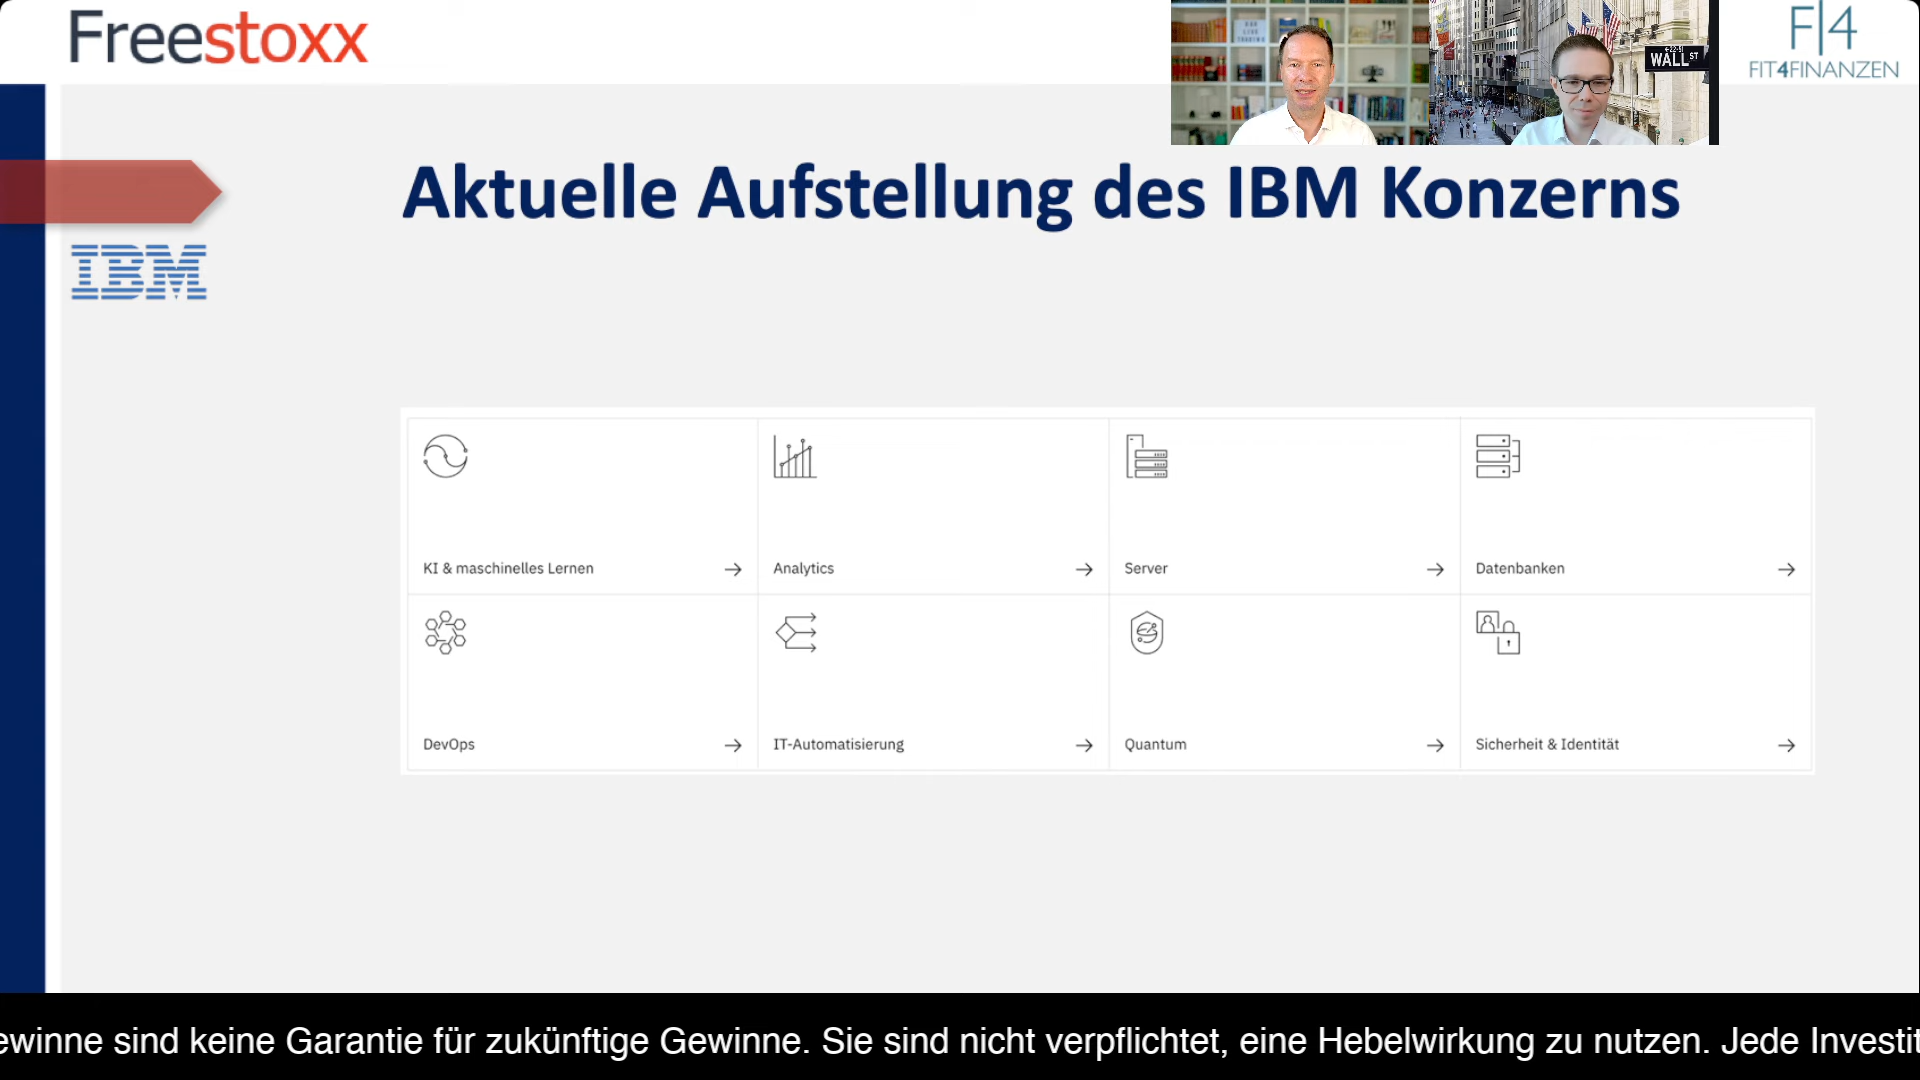 Freestoxx
WALL ST
F|4
FIT4FINANZEN
Aktuelle Aufstellung des IBM Konzerns
IBM
KI & maschinelles Lernen
Analytics
Server
Datenbanken
DevOps
IT-Automatisierung
Quantum
Sicherheit & Identität
ewinne sind keine Garantie für zukünftige Gewinne. Sie sind nicht verpflichtet, eine Hebelwirkung zu nutzen. Jede Investit